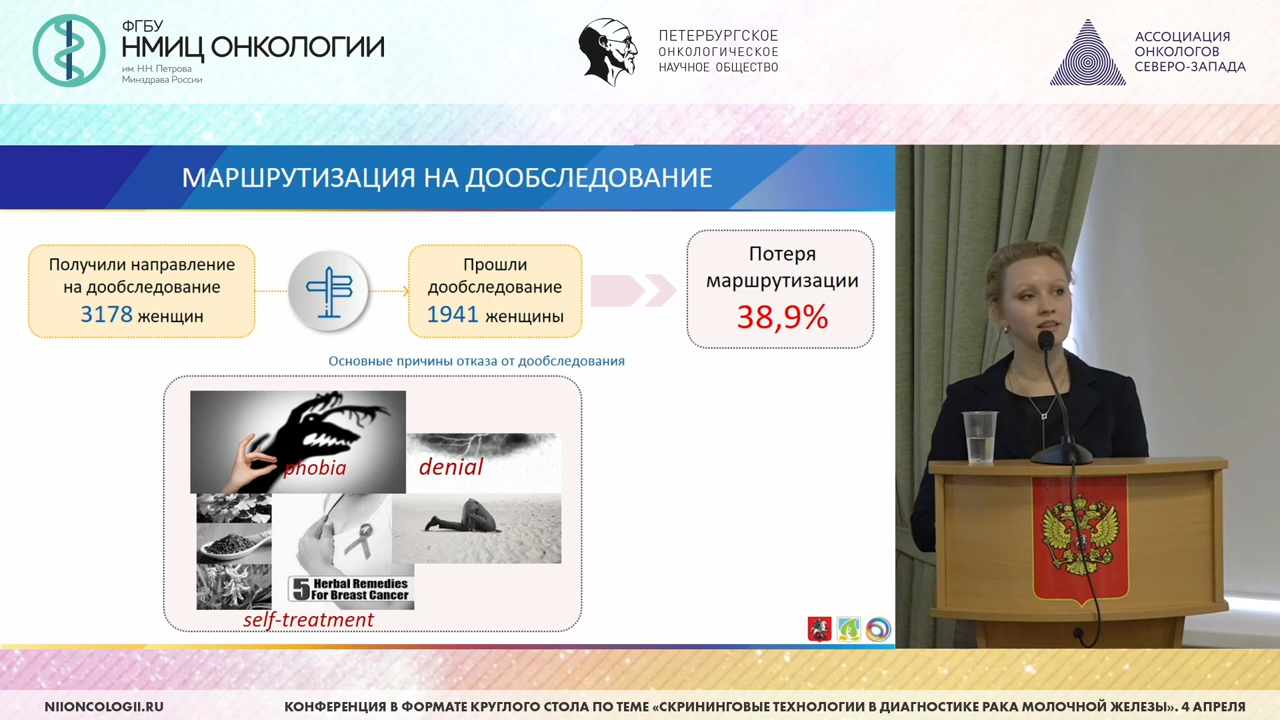 ФГБУ
НМИЦ ОНКОЛОГИИ
им. Н.Н. Петрова
Минздрава России
ПЕТЕРБУРГСКОЕ
ОНКОЛОГИЧЕСКОЕ
НАУЧНОЕ ОБЩЕСТВО
АССОЦИАЦИЯ
ОНКОЛОГОВ
СЕВЕРО-ЗАПАДА
МАРШРУТИЗАЦИЯ НА ДООБСЛЕДОВАНИЕ
Получили направление
на дообследование
3178 женщин
Прошли
дообследование
1941 женщины
Потеря
маршрутизации
38,9%
Основные причины отказа от дообследования
phobia
denial
5 Herbal Remedies
For Breast Cancer
self-treatment
NIIONCOLOGII.RU
КОНФЕРЕНЦИЯ В ФОРМАТЕ КРУГЛОГО СТОЛА ПО ТЕМЕ «СКРИНИНГОВЫЕ ТЕХНОЛОГИИ В ДИАГНОСТИКЕ РАКА МОЛОЧНОЙ ЖЕЛЕЗЫ». 4 АПРЕЛЯ